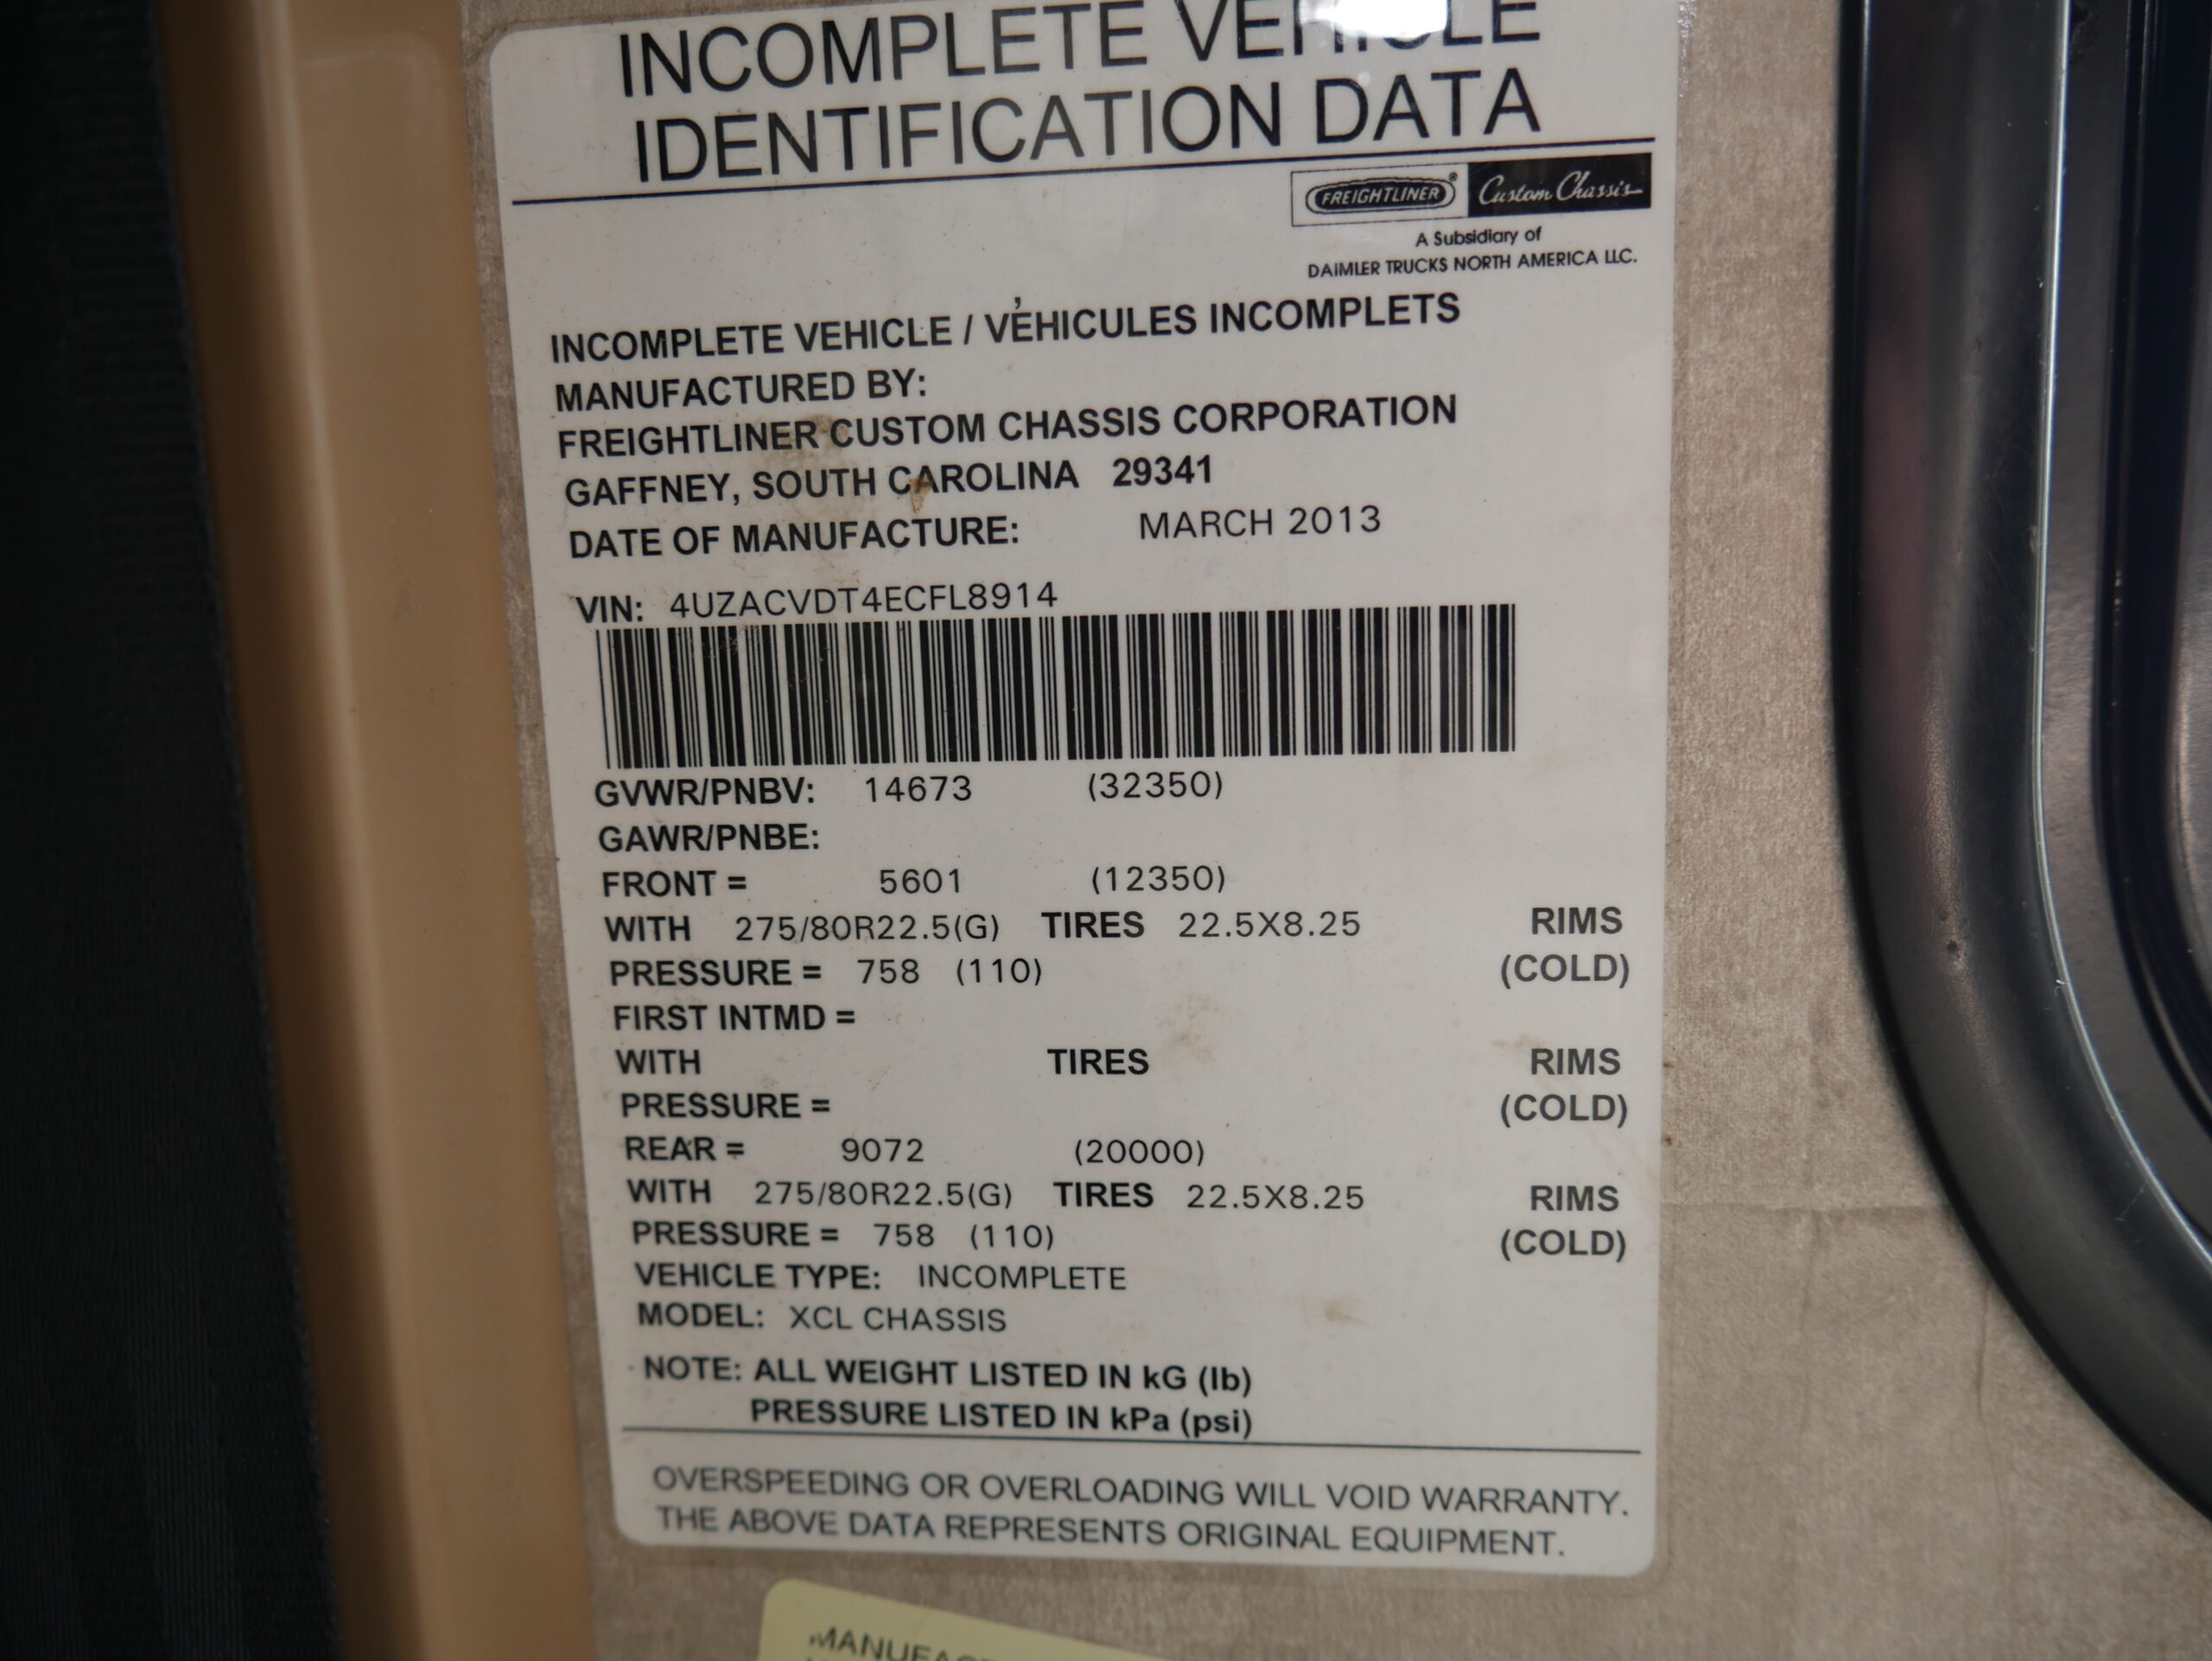 INCOMPLETE VEHICLE
IDENTIFICATION DATA
FREIGHTLINER® Custom Chassis
A Subsidiary of
DAIMLER TRUCKS NORTH AMERICA LLC.
INCOMPLETE VEHICLE / VÉHICULES INCOMPLETS
MANUFACTURED BY:
FREIGHTLINER CUSTOM CHASSIS CORPORATION
GAFFNEY, SOUTH CAROLINA 29341
DATE OF MANUFACTURE: MARCH 2013
VIN: 4UZACVDT4ECFL8914
GVWR/PNBV: 14673 (32350)
GAWR/PNBE:
FRONT = 5601 (12350)
WITH 275/80R22.5(G) TIRES 22.5X8.25 RIMS
PRESSURE = 758 (110) (COLD)
FIRST INTMD =
WITH TIRES RIMS
PRESSURE = (COLD)
REAR = 9072 (20000)
WITH 275/80R22.5(G) TIRES 22.5X8.25 RIMS
PRESSURE = 758 (110) (COLD)
VEHICLE TYPE: INCOMPLETE
MODEL: XCL CHASSIS
NOTE: ALL WEIGHT LISTED IN kG (lb)
PRESSURE LISTED IN kPa (psi)
OVERSPEEDING OR OVERLOADING WILL VOID WARRANTY.
THE ABOVE DATA REPRESENTS ORIGINAL EQUIPMENT.